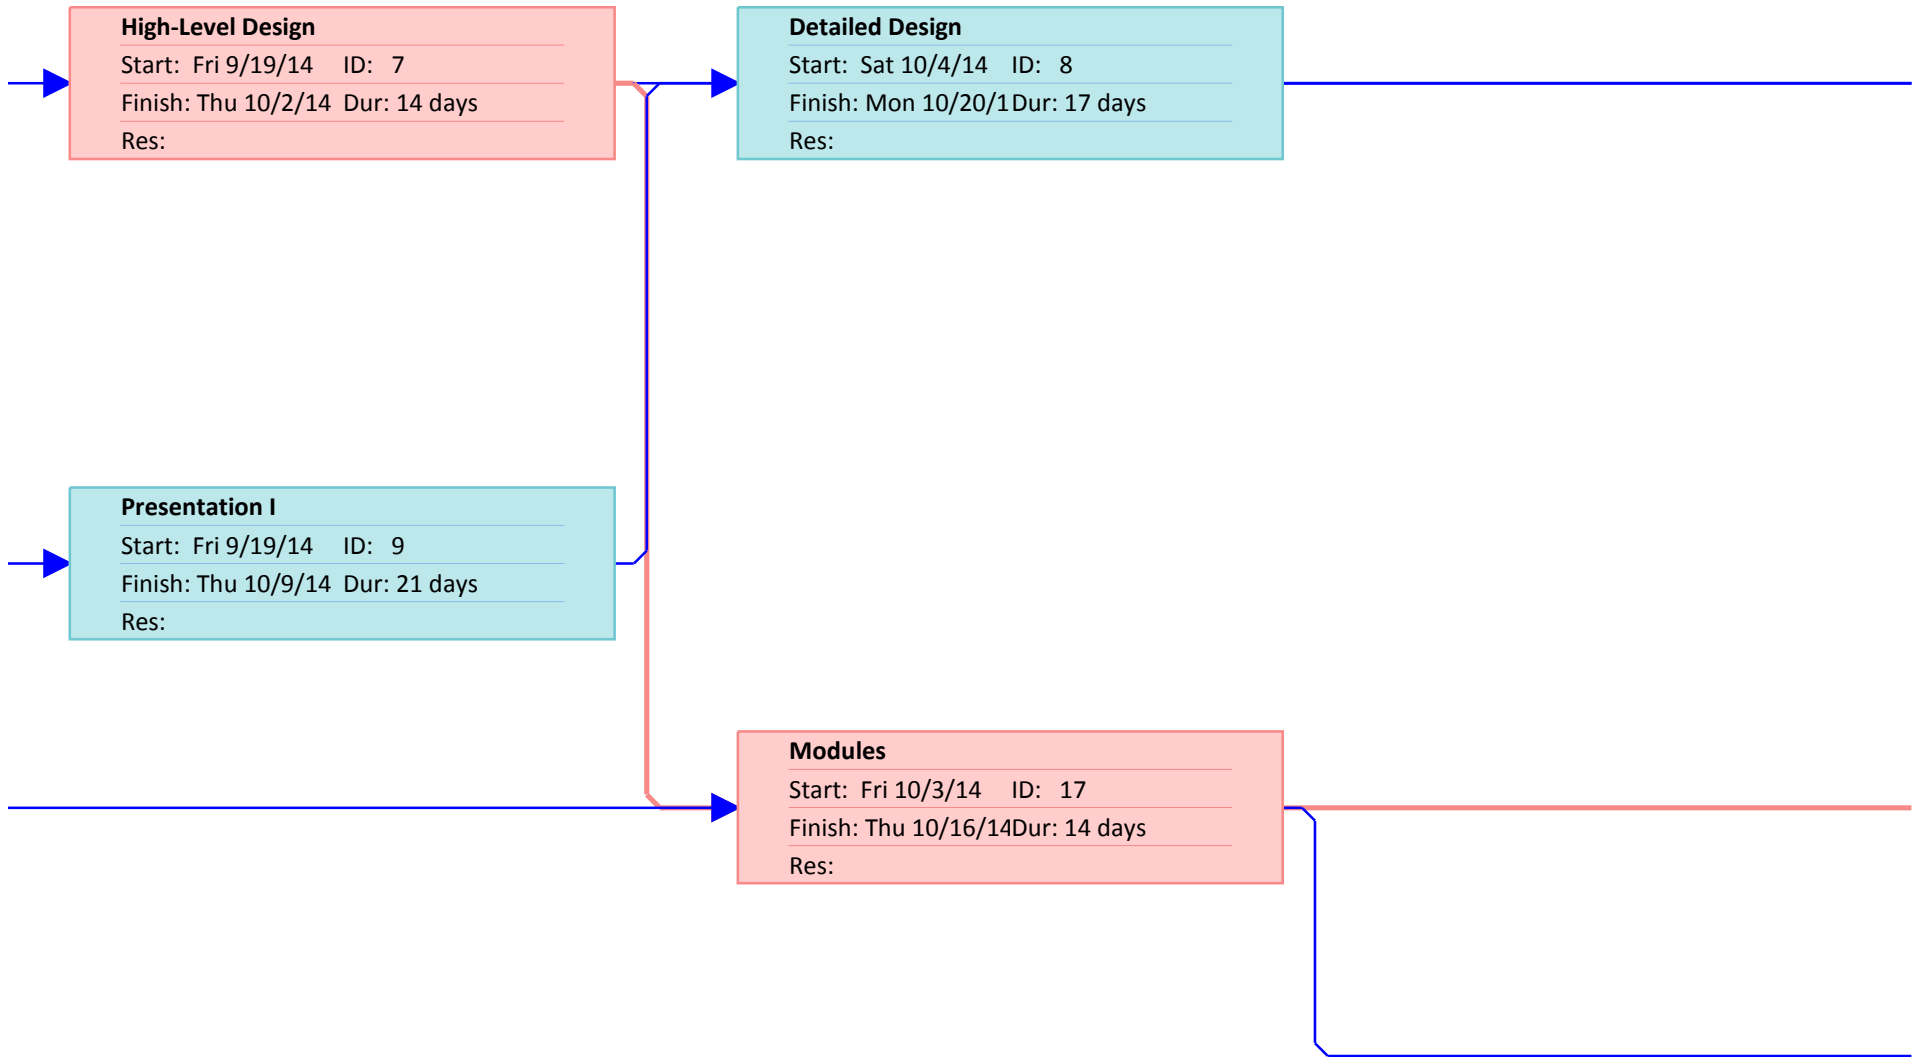 High-Level Design
Start: Fri 9/19/14 ID: 7
Finish: Thu 10/2/14 Dur: 14 days
Res:
Detailed Design
Start: Sat 10/4/14 ID: 8
Finish: Mon 10/20/1 Dur: 17 days
Res:
Presentation I
Start: Fri 9/19/14 ID: 9
Finish: Thu 10/9/14 Dur: 21 days
Res:
Modules
Start: Fri 10/3/14 ID: 17
Finish: Thu 10/16/14 Dur: 14 days
Res: